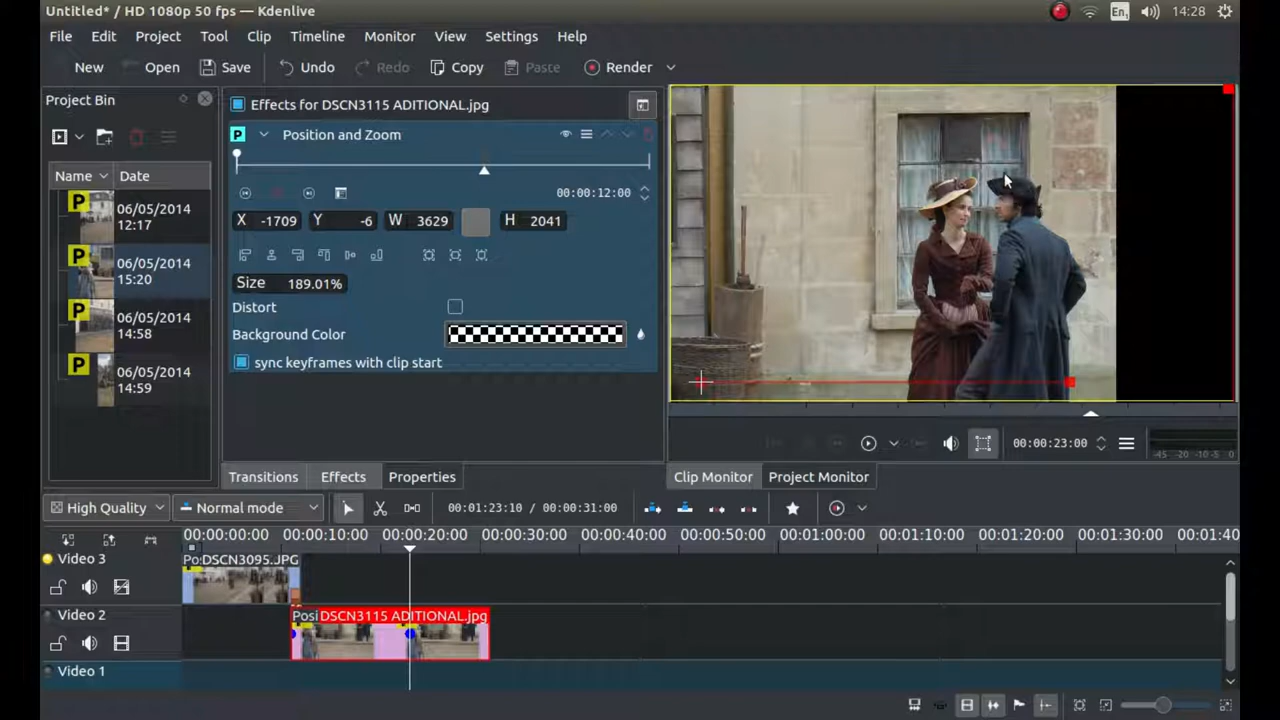 Untitled* / HD 1080p 50 fps — Kdenlive
En1 14:28
File Edit Project Tool Clip Timeline Monitor View Settings Help
New Open Save Undo Redo Copy Paste Render
Project Bin
Effects for DSCN3115 ADITIONAL.jpg
P Position and Zoom
Name Date
P 06/05/2014
12:17
P 06/05/2014
15:20
P 06/05/2014
14:58
P 06/05/2014
14:59
00:00:12:00
X -1709 Y -6 W 3629 H 2041
Size 189.01%
Distort
Background Color
sync keyframes with clip start
00:00:23:00
-45 -20 -10 -5 0
Transitions Effects Properties
Clip Monitor Project Monitor
High Quality Normal mode 00:01:23:10 / 00:00:31:00
00:00:00:00 00:00:10:00 00:00:20:00 00:00:30:00 00:00:40:00 00:00:50:00 00:01:00:00 00:01:10:00 00:01:20:00 00:01:30:00 00:01:40
Video 3
Po DSCN3095.JPG
Video 2
Posi DSCN3115 ADITIONAL.jpg
Video 1